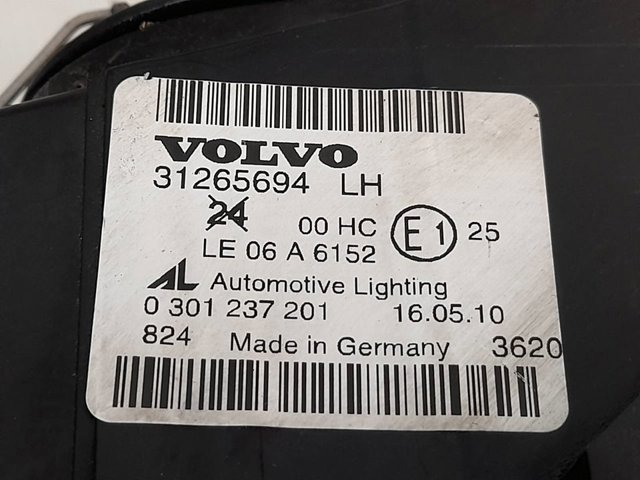 VOLVO
31265694 LH
24 00 HC E1 25
LE 06 A 6152
AL Automotive Lighting
0 301 237 201 16.05.10
824 Made in Germany 3620